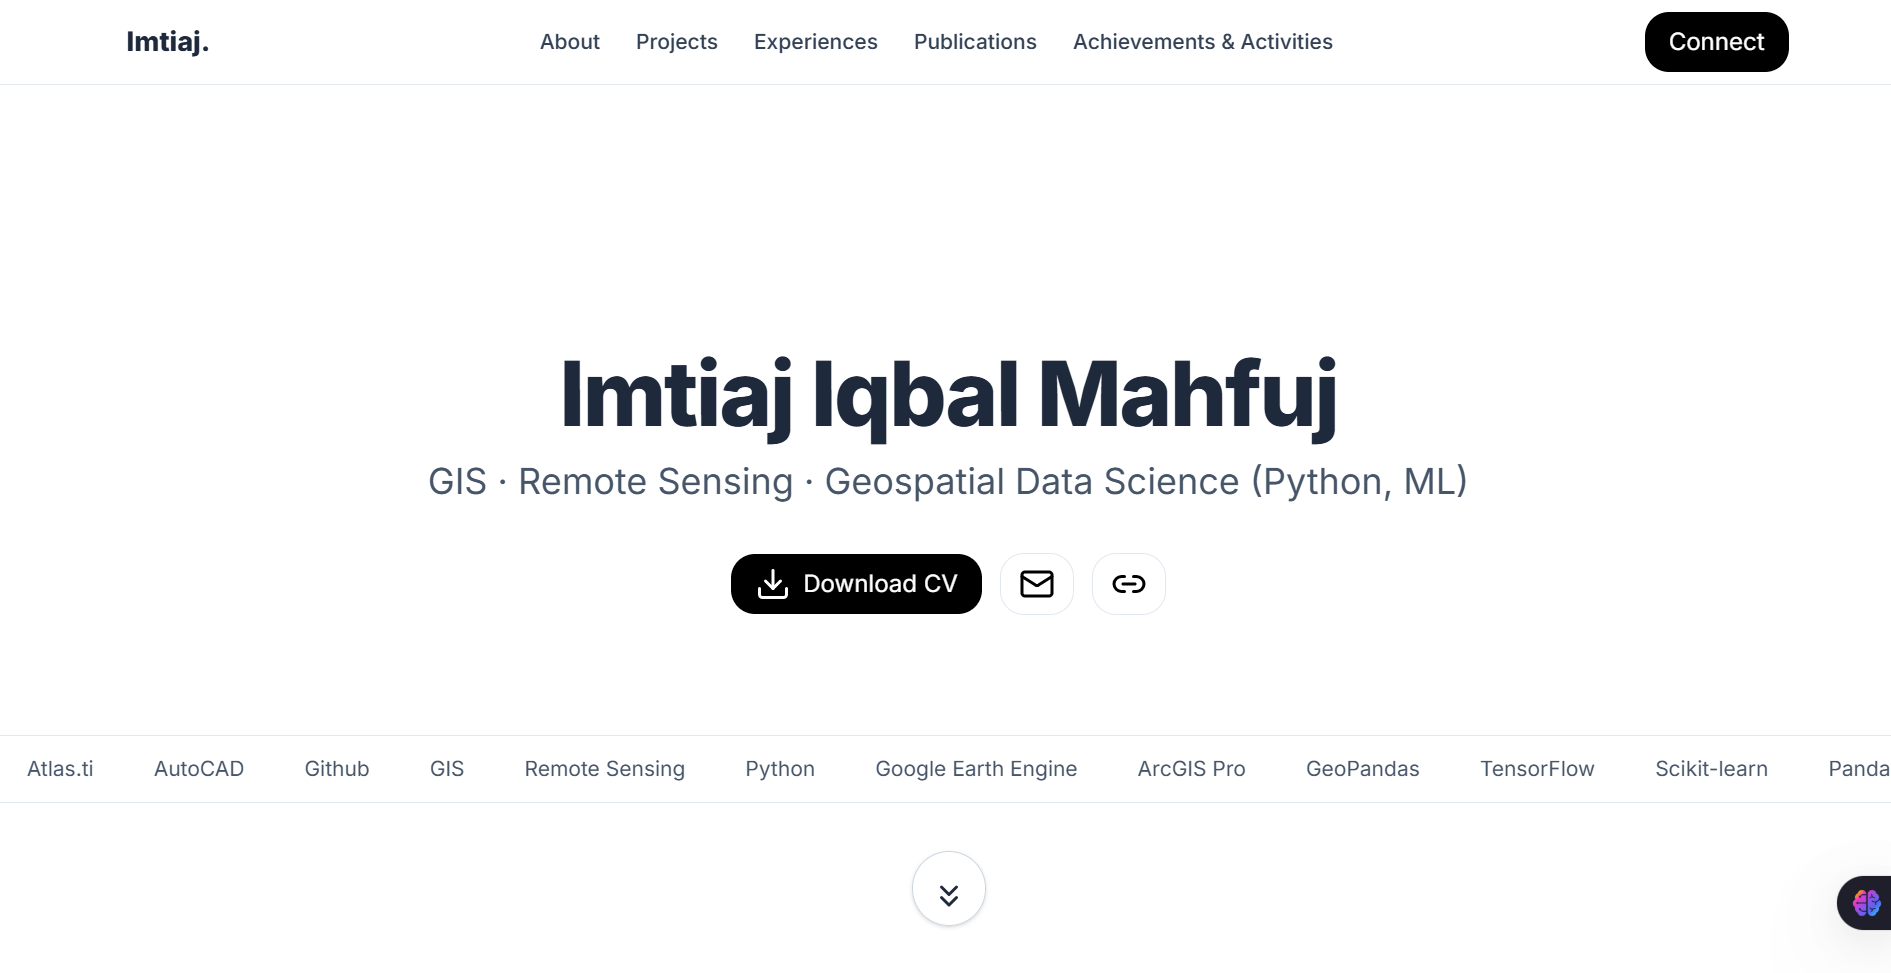 Imtiaj.
About
Projects
Experiences
Publications
Achievements & Activities
Connect
Imtiaj Iqbal Mahfuj
GIS · Remote Sensing · Geospatial Data Science (Python, ML)
Download CV
Atlas.ti
AutoCAD
Github
GIS
Remote Sensing
Python
Google Earth Engine
ArcGIS Pro
GeoPandas
TensorFlow
Scikit-learn
Panda